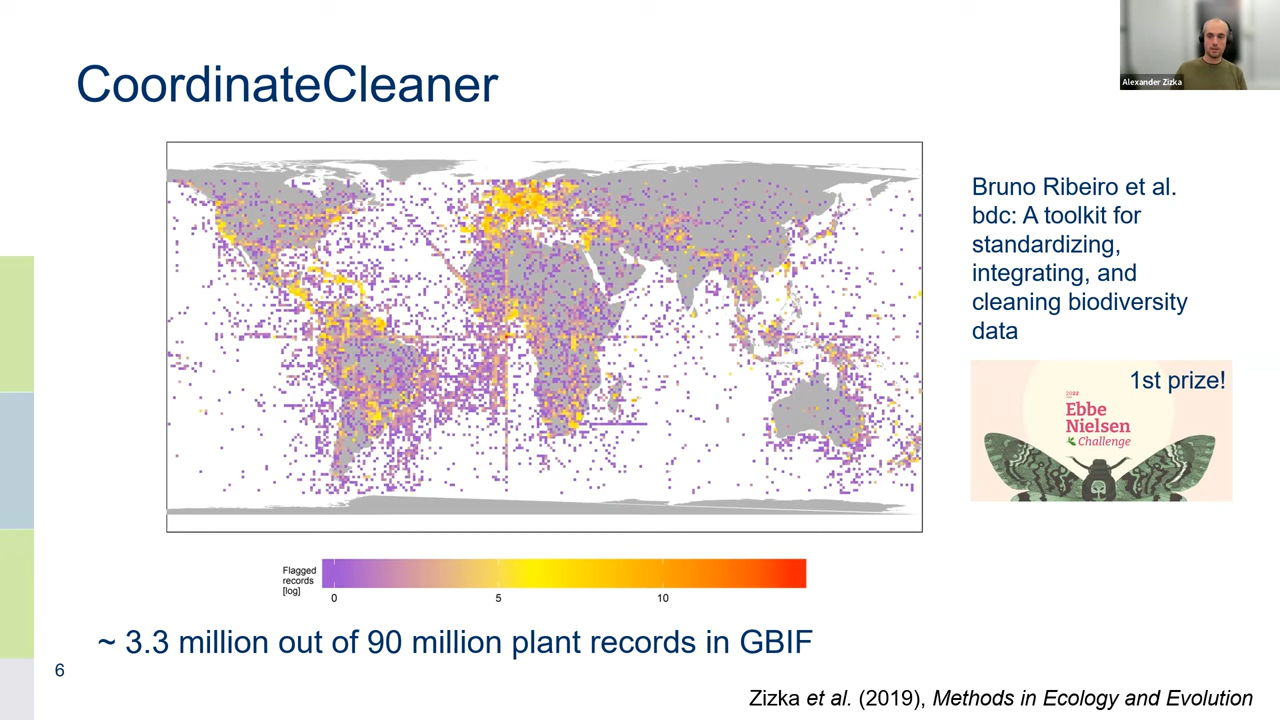 CoordinateCleaner
Alexander Zizka
Bruno Ribeiro et al.
bdc: A toolkit for
standardizing,
integrating, and
cleaning biodiversity
data
1st prize!
2022
Ebbe
Nielsen
Challenge
Flagged
records
[log]
0 5 10
~ 3.3 million out of 90 million plant records in GBIF
6
Zizka et al. (2019), Methods in Ecology and Evolution